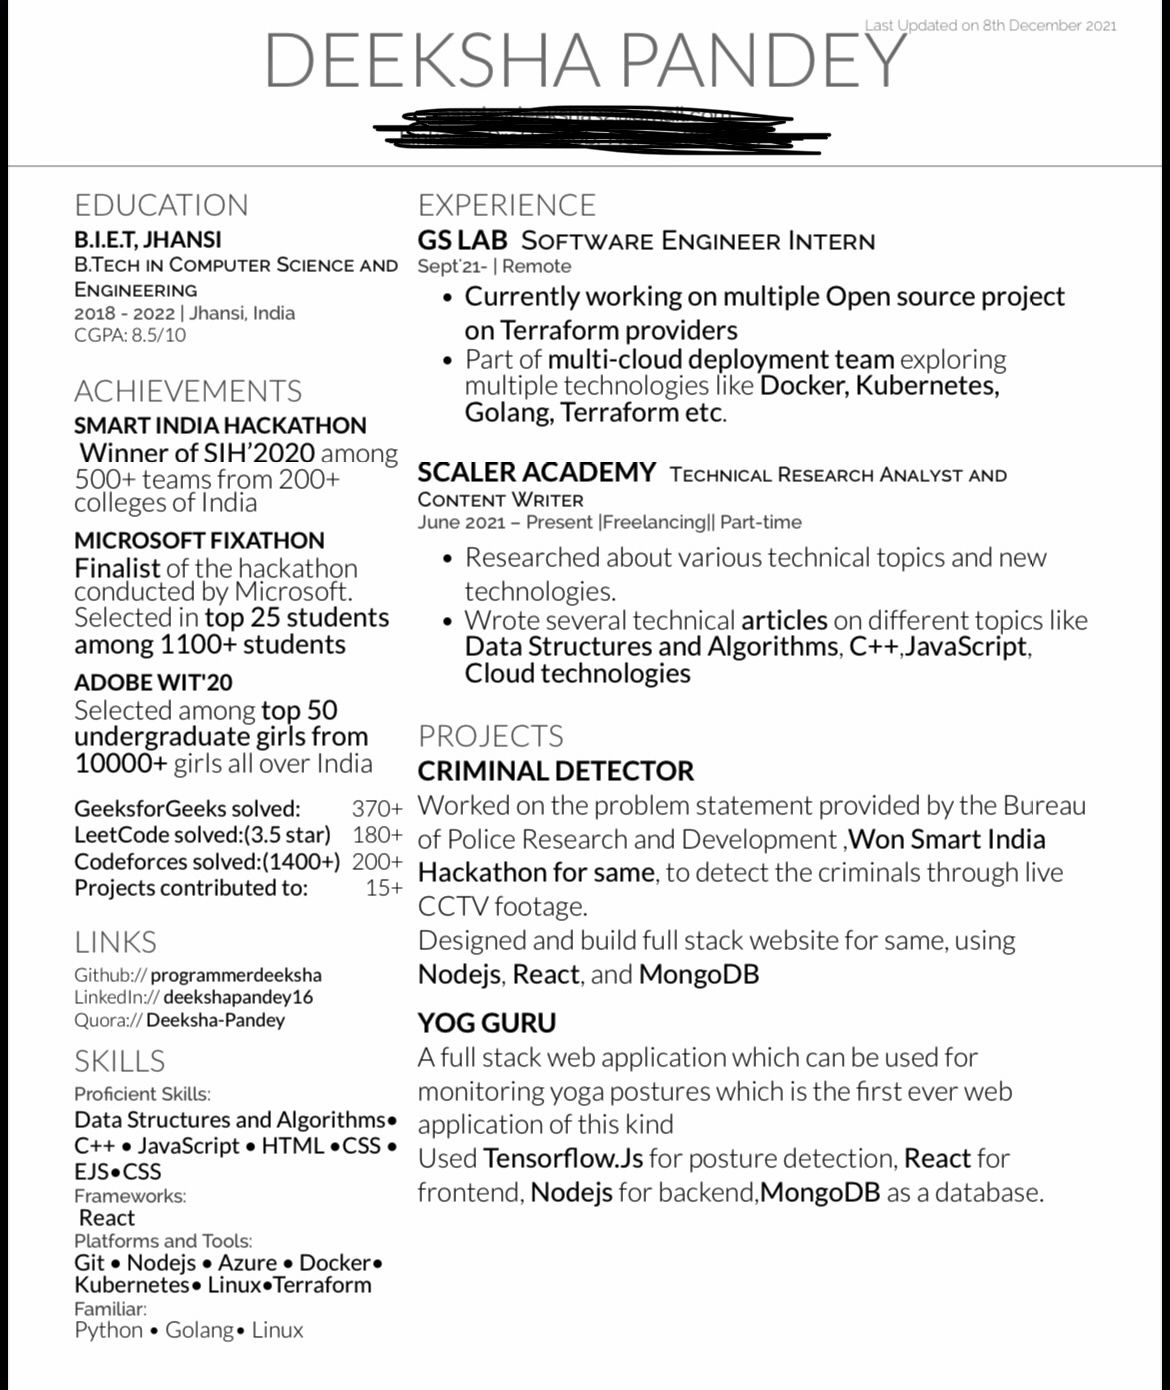 Last Updated on 8th December 2021
DEEKSHA PANDEY
EDUCATION
B.I.E.T, JHANSI
B.Tech in Computer Science and
Engineering
2018 - 2022 | Jhansi, India
CGPA: 8.5/10
ACHIEVEMENTS
SMART INDIA HACKATHON
Winner of SIH’2020 among
500+ teams from 200+
colleges of India
MICROSOFT FIXATHON
Finalist of the hackathon
conducted by Microsoft.
Selected in top 25 students
among 1100+ students
ADOBE WIT'20
Selected among top 50
undergraduate girls from
10000+ girls all over India
GeeksforGeeks solved: 370+
LeetCode solved:(3.5 star) 180+
Codeforces solved:(1400+) 200+
Projects contributed to: 15+
LINKS
Github:// programmerdeeksha
LinkedIn:// deekshapandey16
Quora:// Deeksha-Pandey
SKILLS
Proficient Skills:
Data Structures and Algorithms•
C++ • JavaScript • HTML •CSS •
EJS•CSS
Frameworks:
React
Platforms and Tools:
Git • Nodejs • Azure • Docker•
Kubernetes• Linux•Terraform
Familiar:
Python • Golang• Linux
EXPERIENCE
GS LAB Software Engineer Intern
Sept'21- | Remote
• Currently working on multiple Open source project
on Terraform providers
• Part of multi-cloud deployment team exploring
multiple technologies like Docker, Kubernetes,
Golang, Terraform etc.
SCALER ACADEMY Technical Research Analyst and
Content Writer
June 2021 – Present |Freelancing|| Part-time
• Researched about various technical topics and new
technologies.
• Wrote several technical articles on different topics like
Data Structures and Algorithms, C++,JavaScript,
Cloud technologies
PROJECTS
CRIMINAL DETECTOR
Worked on the problem statement provided by the Bureau
of Police Research and Development ,Won Smart India
Hackathon for same, to detect the criminals through live
CCTV footage.
Designed and build full stack website for same, using
Nodejs, React, and MongoDB
YOG GURU
A full stack web application which can be used for
monitoring yoga postures which is the first ever web
application of this kind
Used Tensorflow.Js for posture detection, React for
frontend, Nodejs for backend,MongoDB as a database.